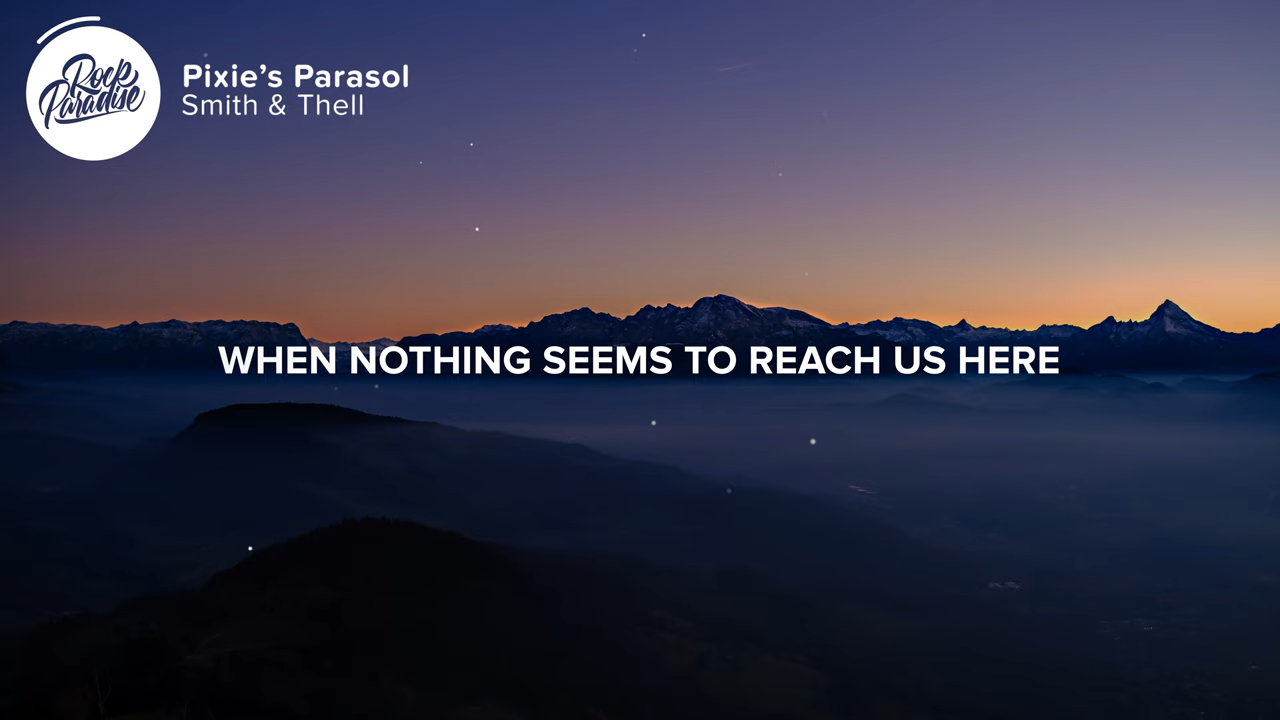 Rock
Paradise
Pixie's Parasol
Smith & Thell
WHEN NOTHING SEEMS TO REACH US HERE